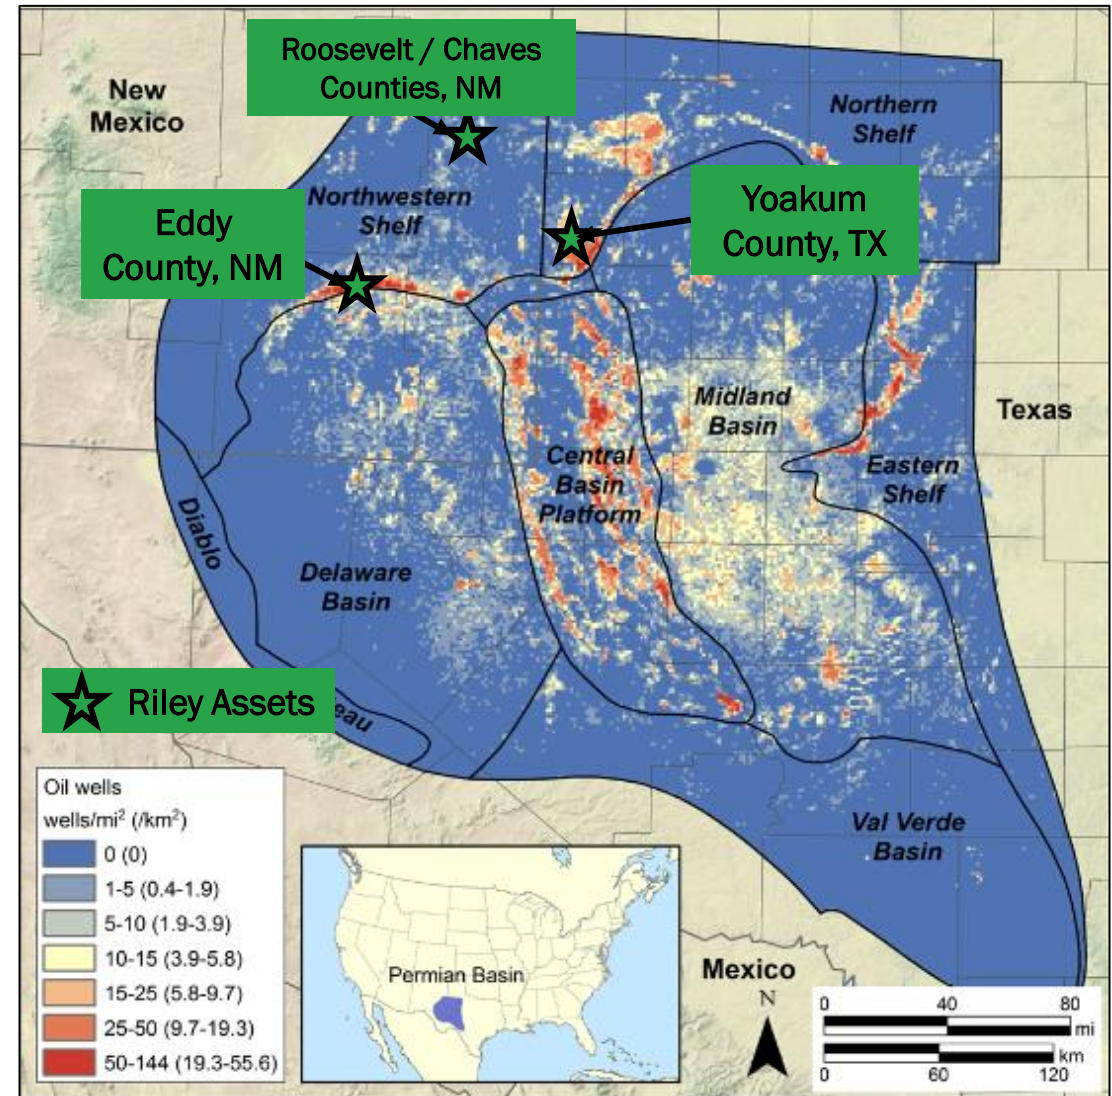 Roosevelt / Chaves
Counties, NM
New
Mexico
Northern
Shelf
Northwestern
Shelf
Yoakum
County, TX
Eddy
County, NM
Midland
Basin
Texas
Central
Basin
Platform
Eastern
Shelf
Diablo
Delaware
Basin
Riley Assets
eau
Oil wells
wells/mi² (/km²)
0 (0)
1-5 (0.4-1.9)
5-10 (1.9-3.9)
10-15 (3.9-5.8)
15-25 (5.8-9.7)
25-50 (9.7-19.3)
50-144 (19.3-55.6)
Val Verde
Basin
Permian Basin
Mexico
N
0 40 80
mi
km
0 60 120